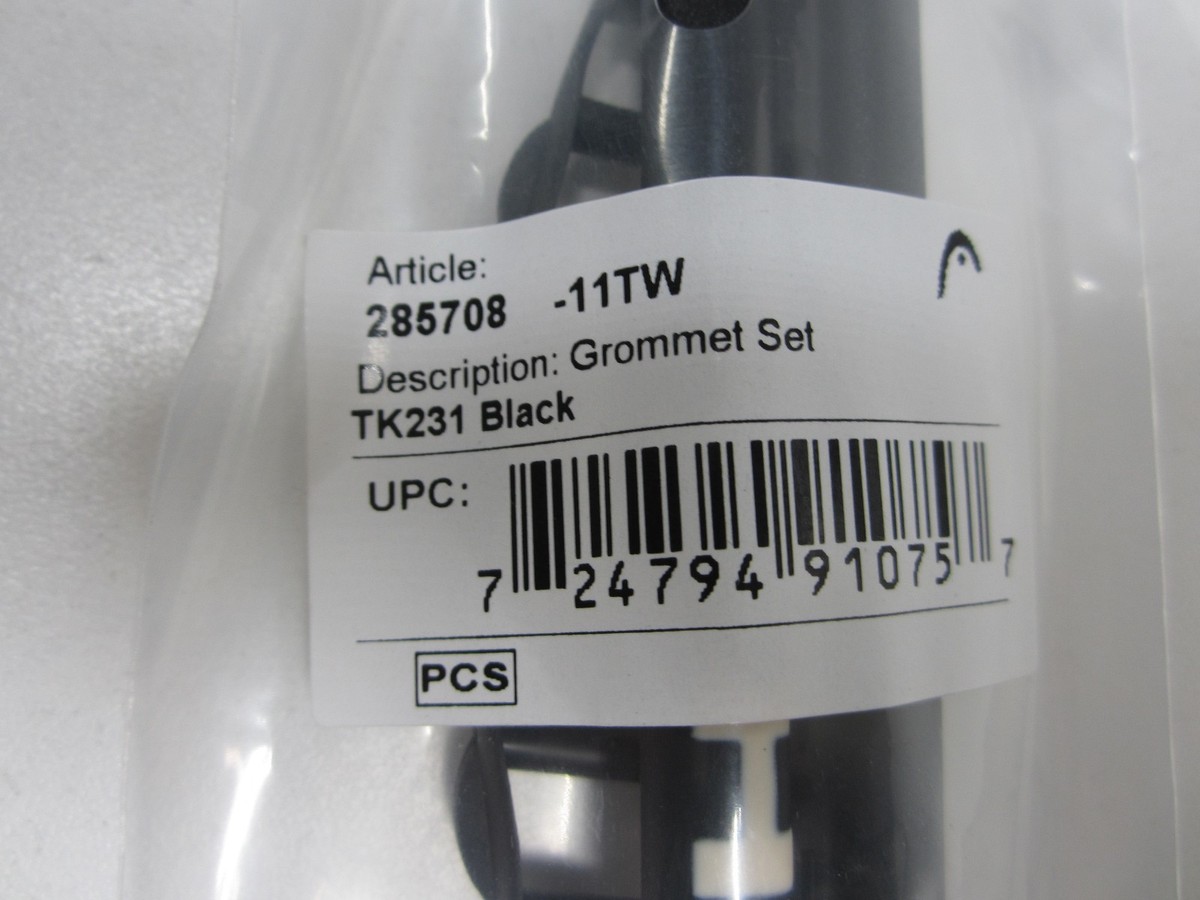 Article:
285708 -11TW
Description: Grommet Set
TK231 Black
UPC:
7 24794 91075 7
PCS